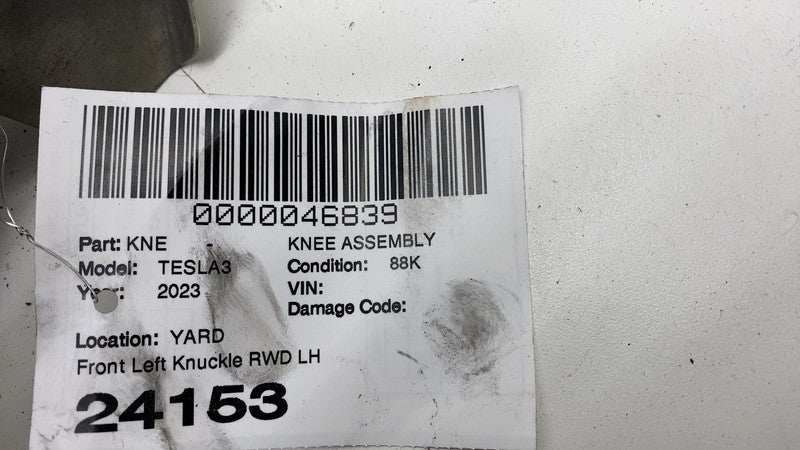 0000046839
Part: KNE - KNEE ASSEMBLY
Model: TESLA3 Condition: 88K
Year: 2023 VIN:
Damage Code:
Location: YARD
Front Left Knuckle RWD LH
24153